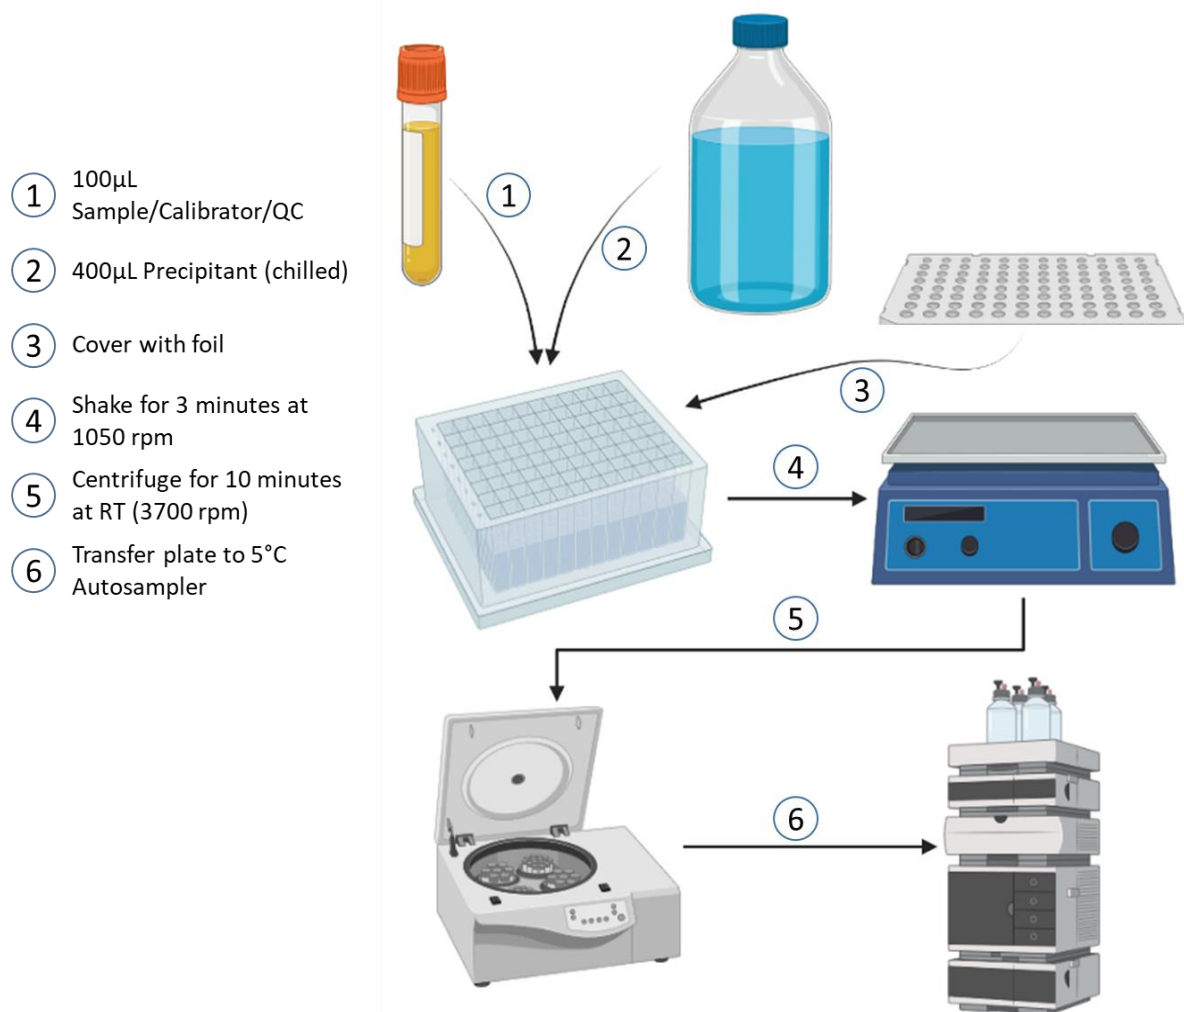 1 100µL
Sample/Calibrator/QC
2 400µL Precipitant (chilled)
3 Cover with foil
4 Shake for 3 minutes at
1050 rpm
5 Centrifuge for 10 minutes
at RT (3700 rpm)
6 Transfer plate to 5°C
Autosampler
1
2
3
4
5
6